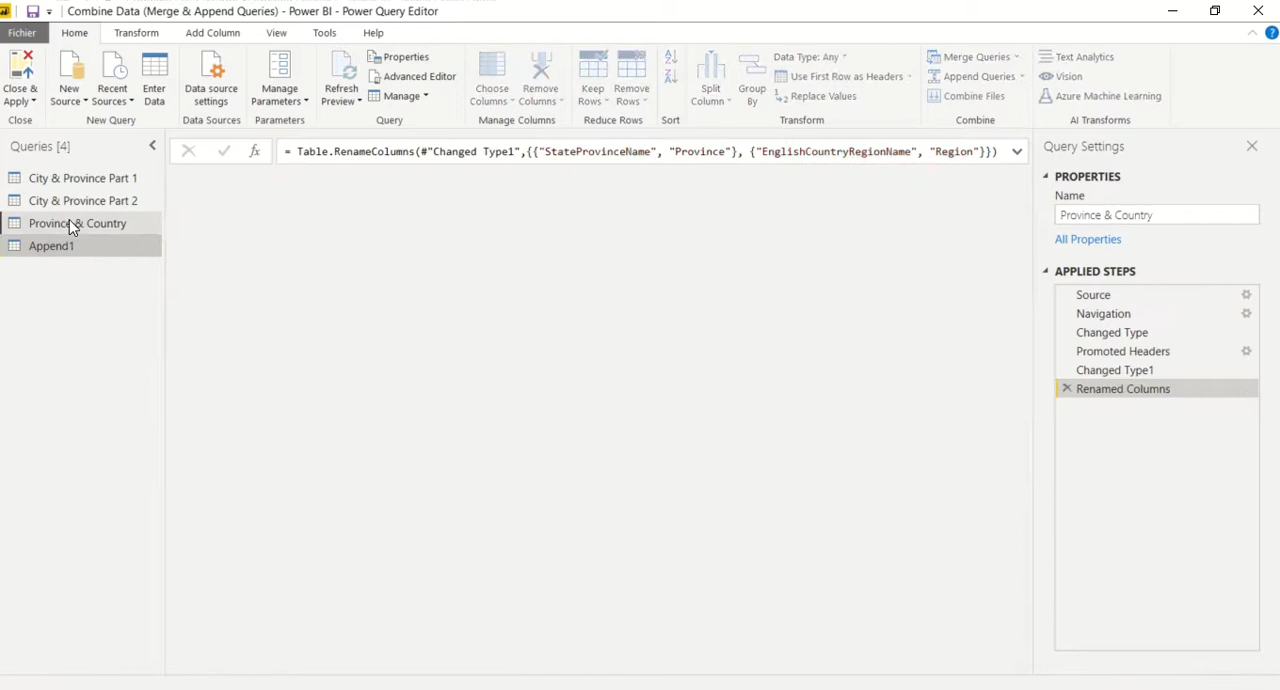 Combine Data (Merge & Append Queries) - Power BI - Power Query Editor
Fichier Home Transform Add Column View Tools Help
Close & Apply
Close
New Source
Recent Sources
Enter Data
New Query
Data source settings
Data Sources
Manage Parameters
Parameters
Refresh Preview
Properties
Advanced Editor
Manage
Query
Choose Columns
Remove Columns
Manage Columns
Keep Rows
Remove Rows
Reduce Rows
Sort
Split Column
Group By
Data Type: Any
Use First Row as Headers
Replace Values
Transform
Merge Queries
Append Queries
Combine Files
Combine
Text Analytics
Vision
Azure Machine Learning
AI Transforms
Queries [4]
City & Province Part 1
City & Province Part 2
Province & Country
Append1
fx = Table.RenameColumns(#"Changed Type1",{{"StateProvinceName", "Province"}, {"EnglishCountryRegionName", "Region"}})
Query Settings
PROPERTIES
Name
Province & Country
All Properties
APPLIED STEPS
Source
Navigation
Changed Type
Promoted Headers
Changed Type1
Renamed Columns